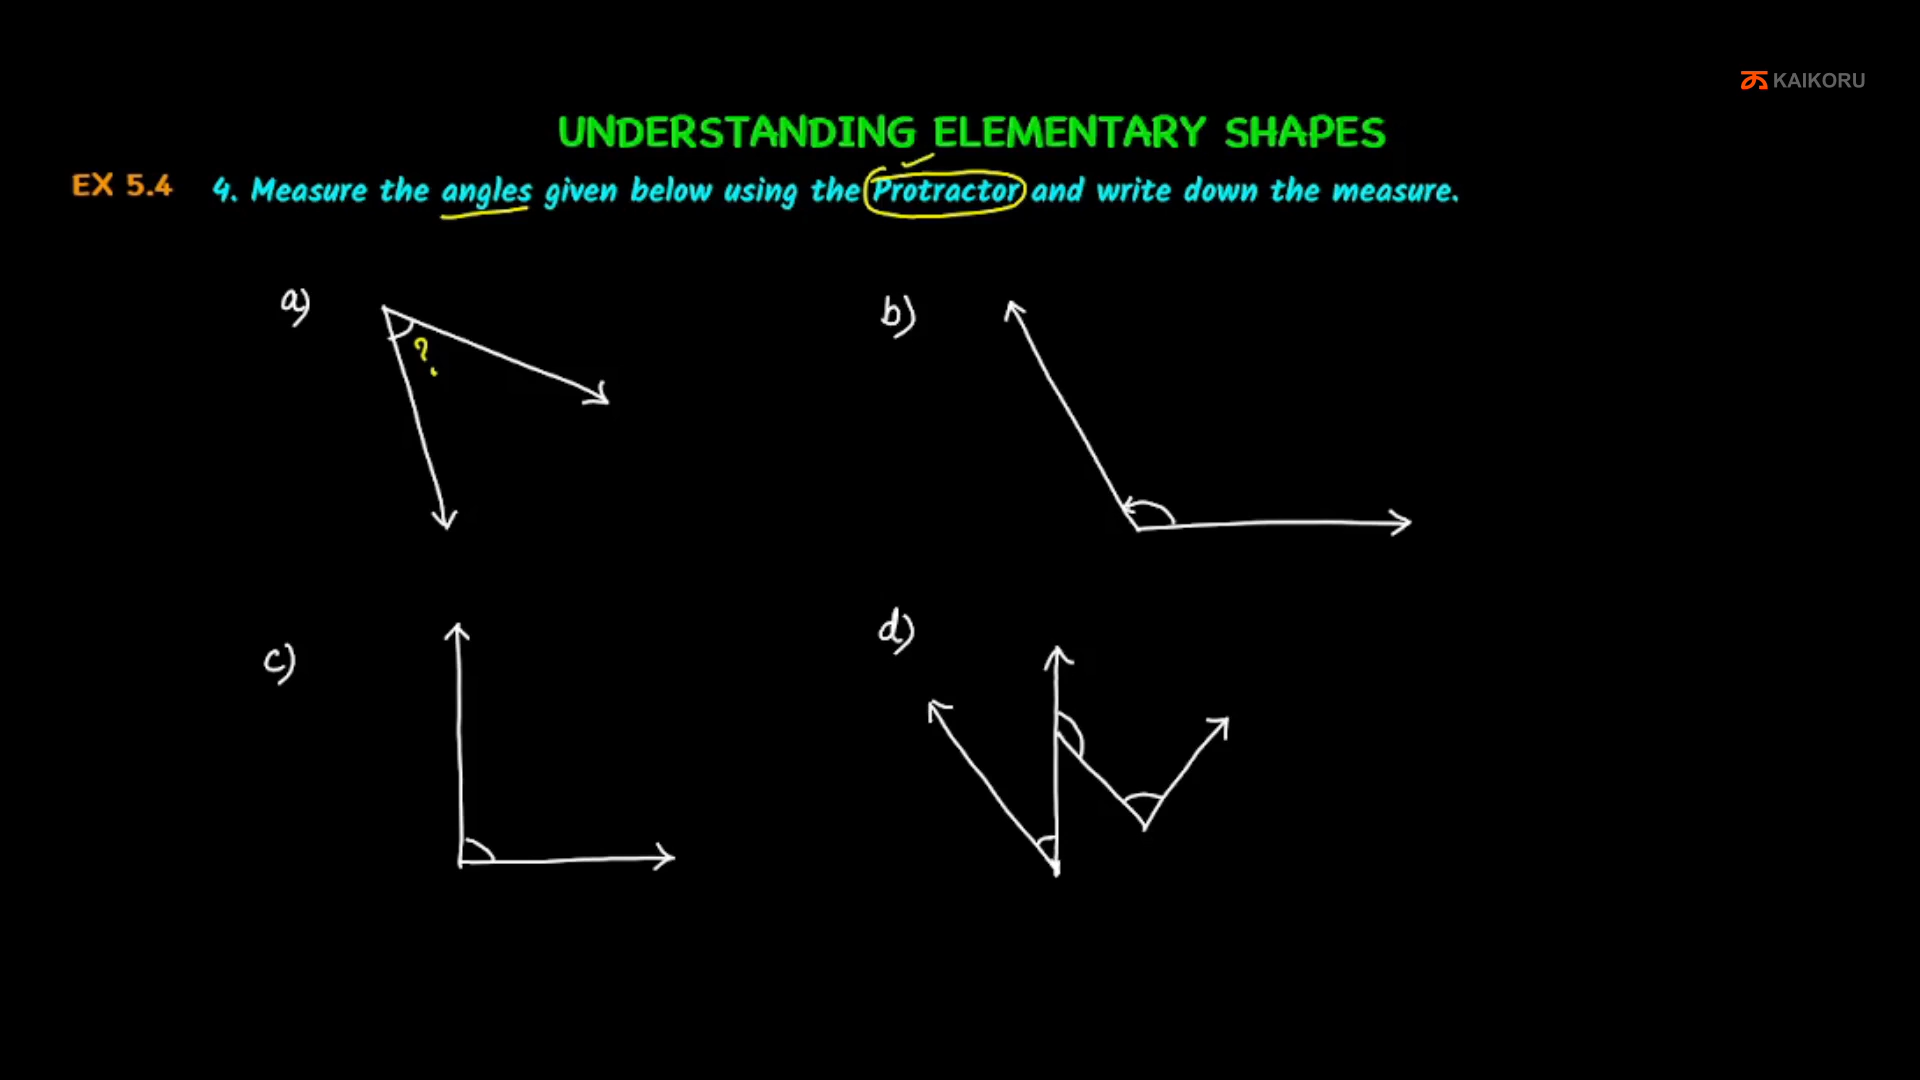 KAIKORU
UNDERSTANDING ELEMENTARY SHAPES
EX 5.4 4. Measure the angles given below using the Protractor and write down the measure.
a)
?
b)
c)
d)